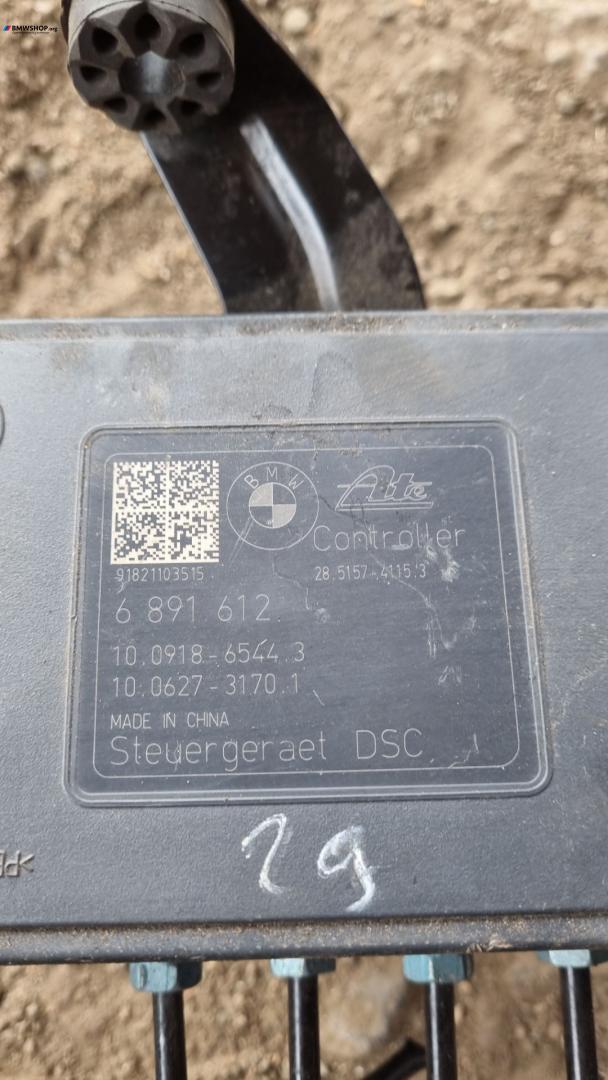 BMWSHOP.org
BMW
Ate
Controller
91821103515
28.5157-4115.3
6 891 612
10.0918-6544.3
10.0627-3170.1
MADE IN CHINA
Steuergeraet DSC
29